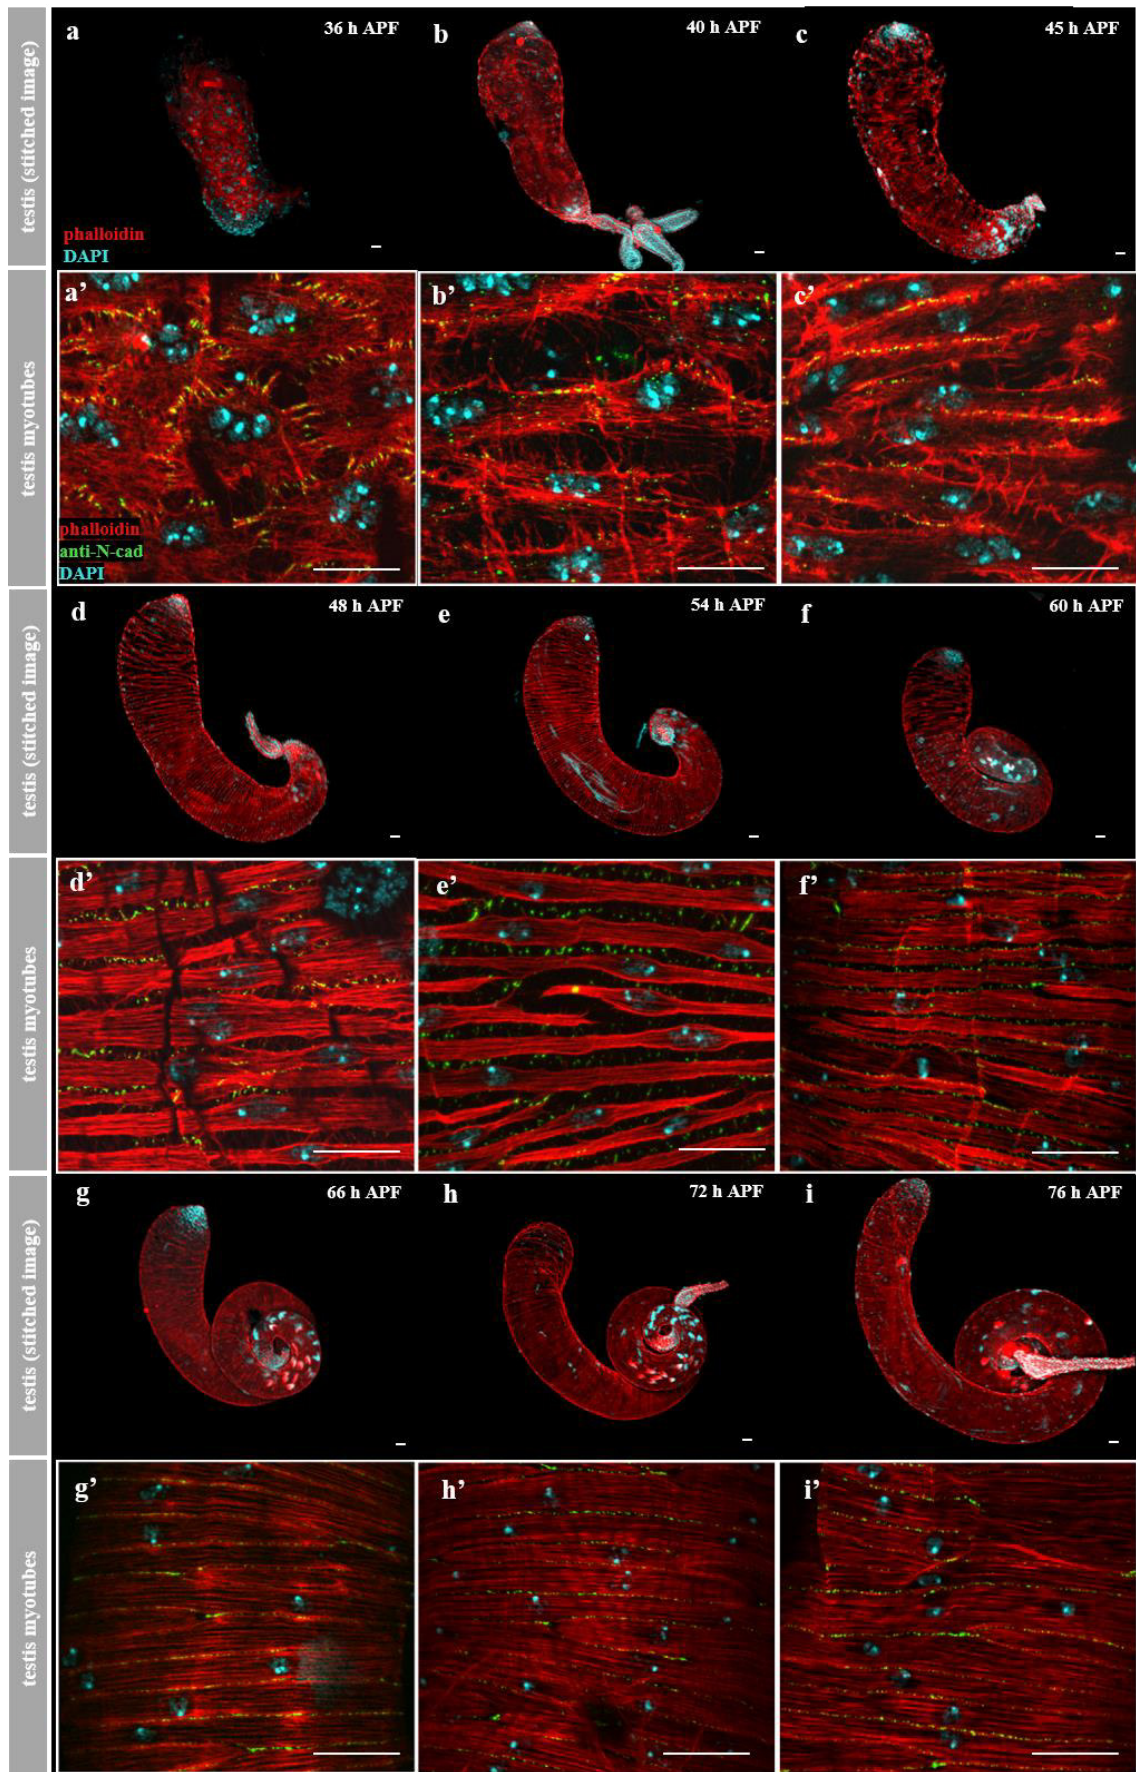 testis (stitched image)
a
36 h APF
b
40 h APF
c
45 h APF
phalloidin
DAPI
testis myotubes
a’
b’
c’
phalloidin
anti-N-cad
DAPI
testis (stitched image)
d
48 h APF
e
54 h APF
f
60 h APF
testis myotubes
d’
e’
f’
testis (stitched image)
g
66 h APF
h
72 h APF
i
76 h APF
testis myotubes
g’
h’
i’